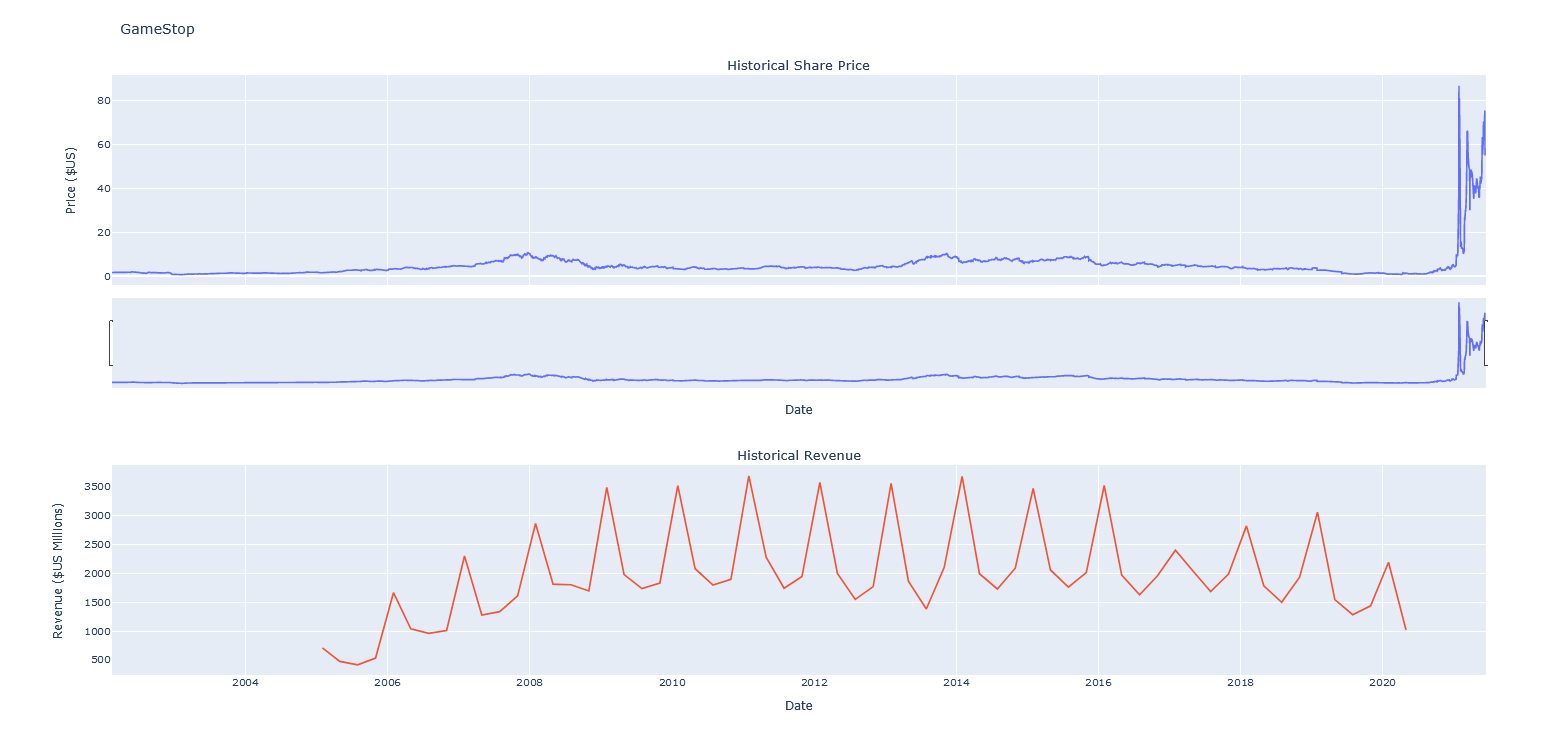 GameStop
Historical Share Price
Price ($US)
80
60
40
20
0
Date
Historical Revenue
Revenue ($US Millions)
3500
3000
2500
2000
1500
1000
500
2004 2006 2008 2010 2012 2014 2016 2018 2020
Date